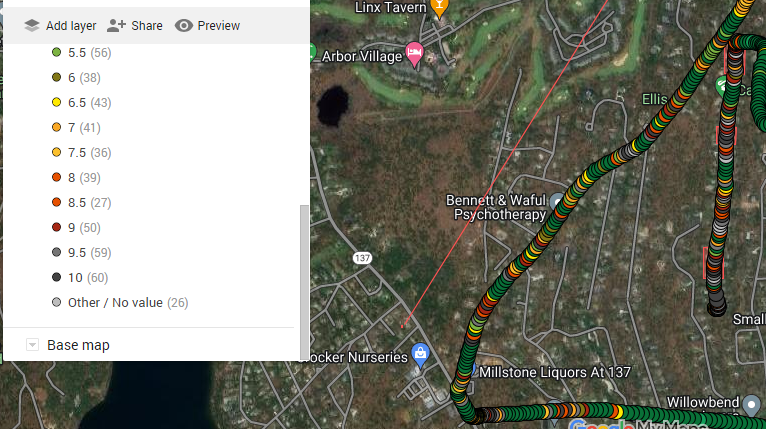 Add layer
Share
Preview
5.5 (56)
6 (38)
6.5 (43)
7 (41)
7.5 (36)
8 (39)
8.5 (27)
9 (50)
9.5 (59)
10 (60)
Other / No value (26)
Base map
Linx Tavern
Arbor Village
Ellis
Bennett & Waful
Psychotherapy
137
Small
ocker Nurseries
Millstone Liquors At 137
Willowbend
Google My Maps